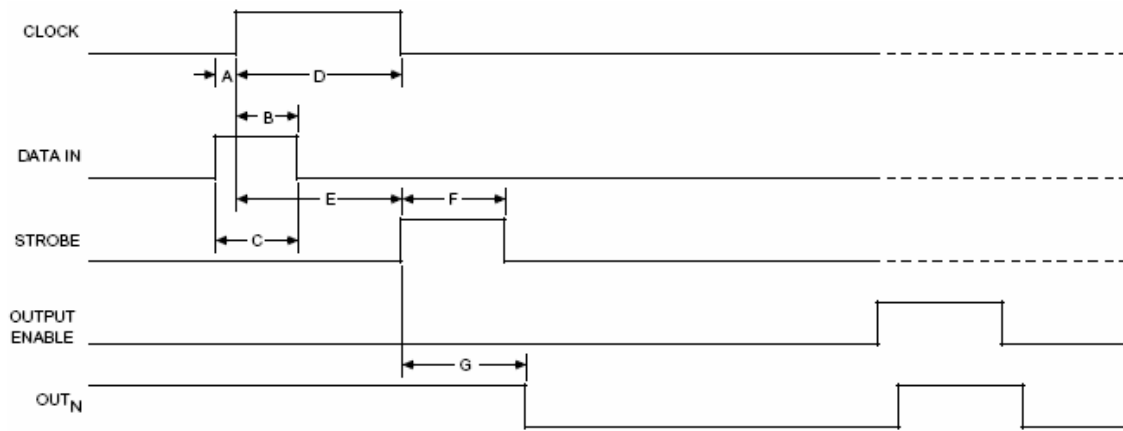 CLOCK
A D
B
DATA IN
E F
STROBE
C
OUTPUT
ENABLE
G
OUTN